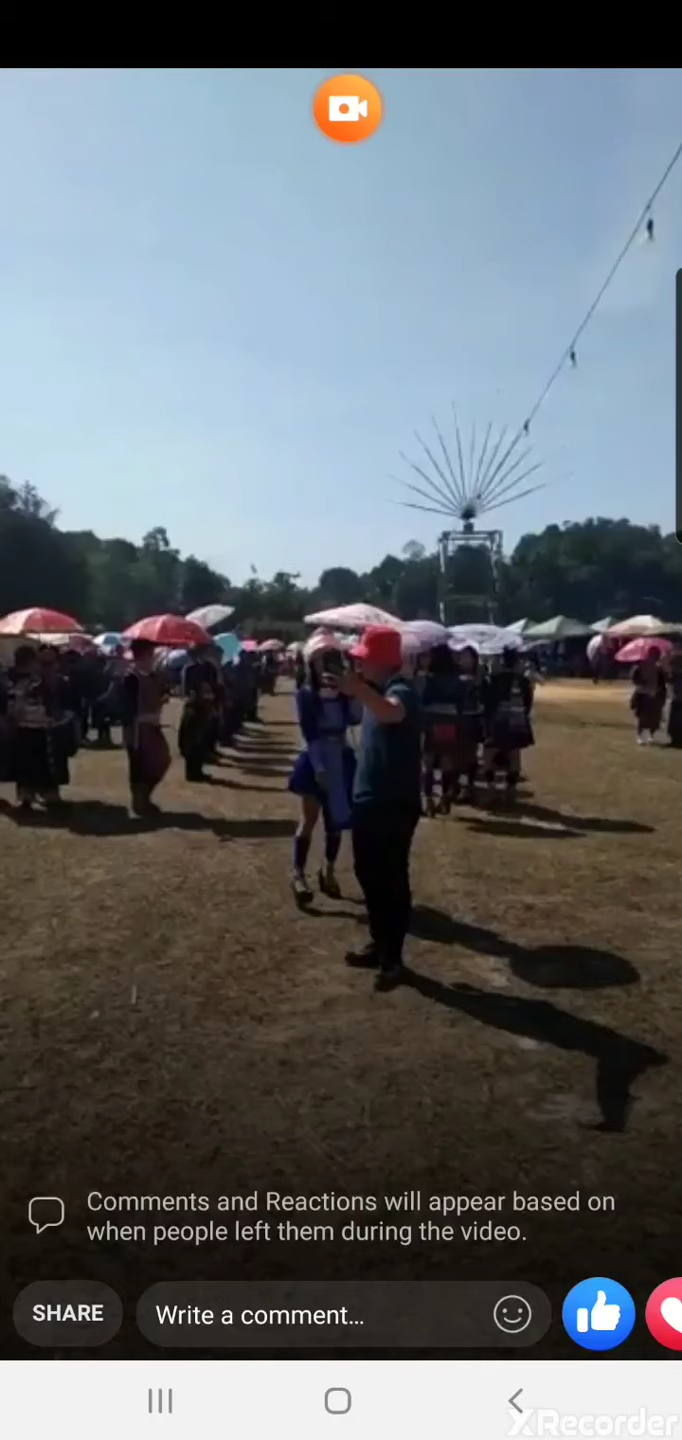 Comments and Reactions will appear based on
when people left them during the video.
SHARE
Write a comment...
XRecorder